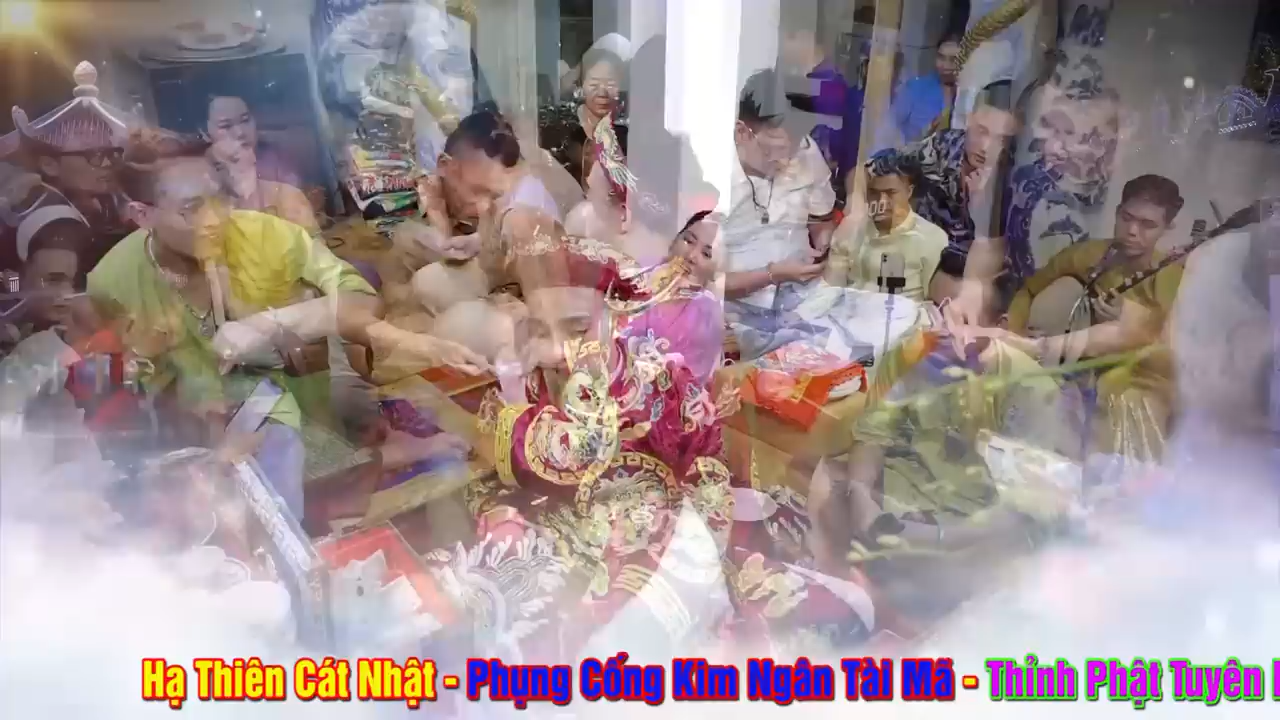 Hạ Thiên Cát Nhật - Phụng Cống Kim Ngân Tài Mã - Thỉnh Phật Tuyên